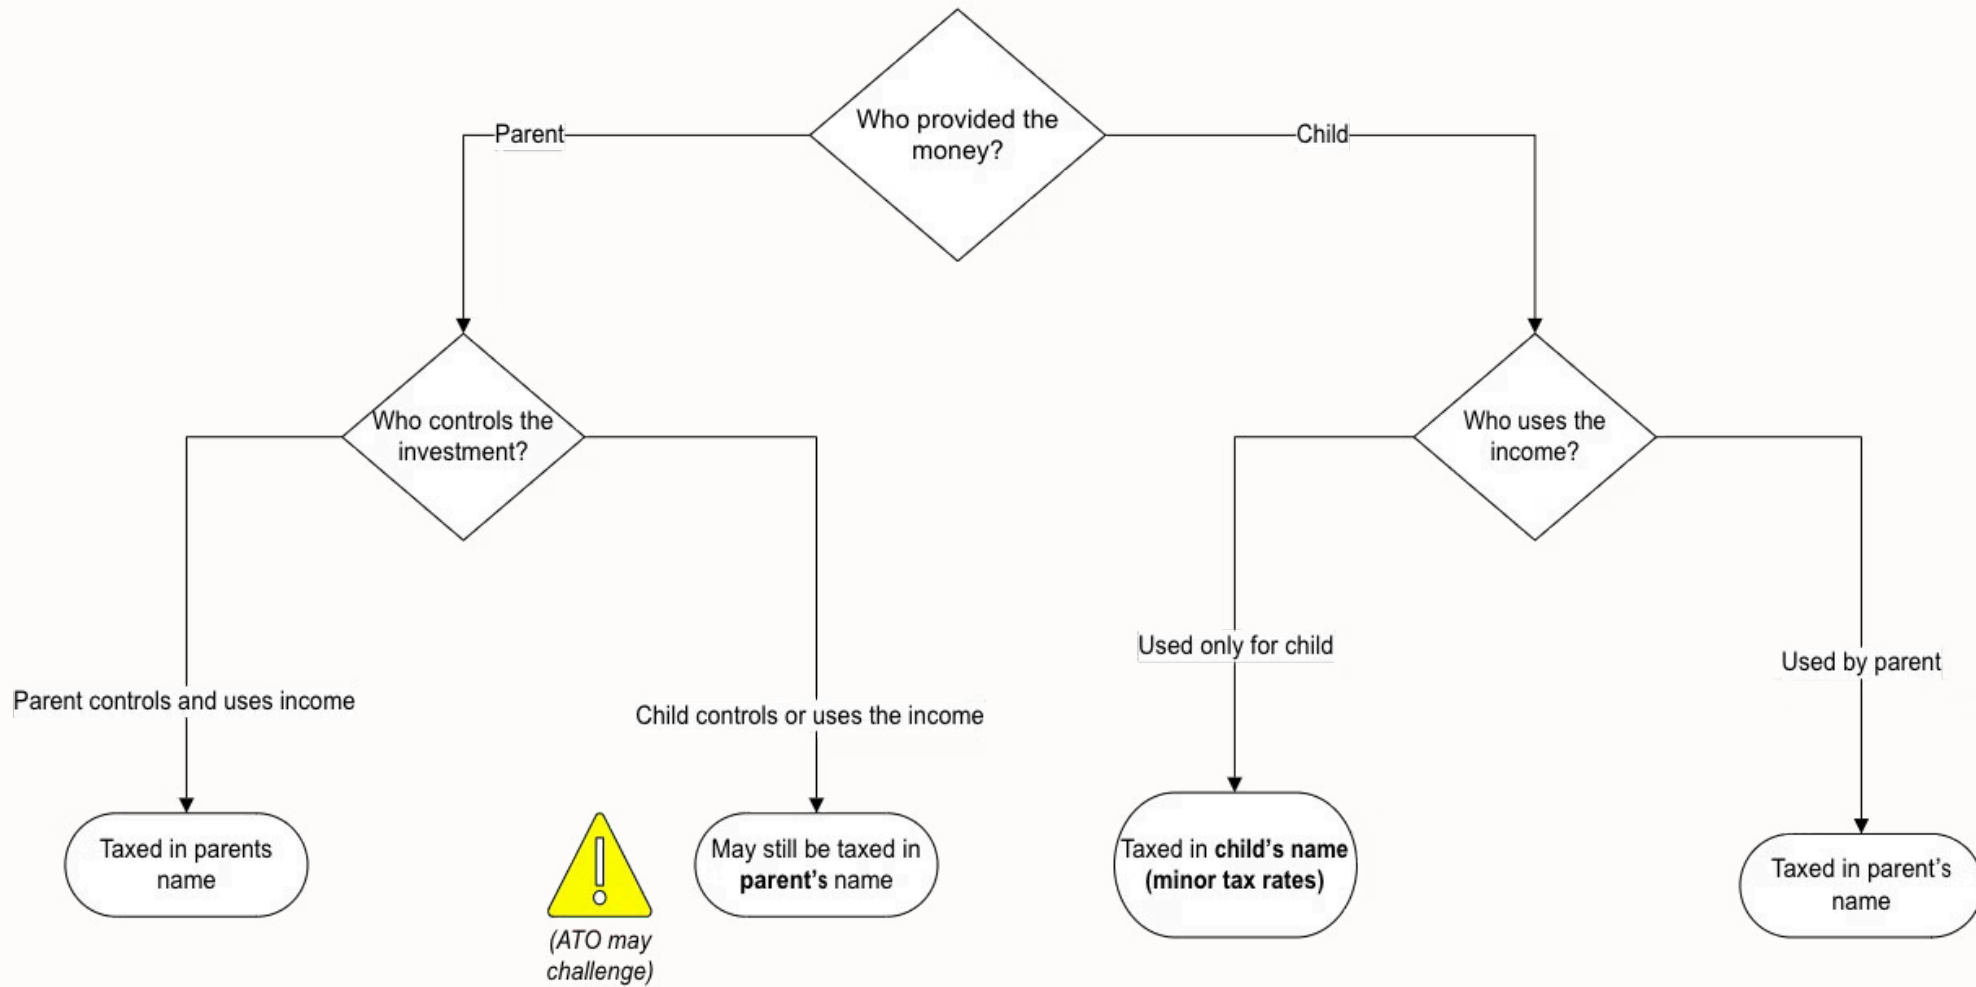 Who provided the
money?
Parent
Child
Who controls the
investment?
Who uses the
income?
Used only for child
Used by parent
Parent controls and uses income
Child controls or uses the income
Taxed in parents
name
May still be taxed in
parent's name
Taxed in child's name
(minor tax rates)
Taxed in parent's
name
(ATO may
challenge)